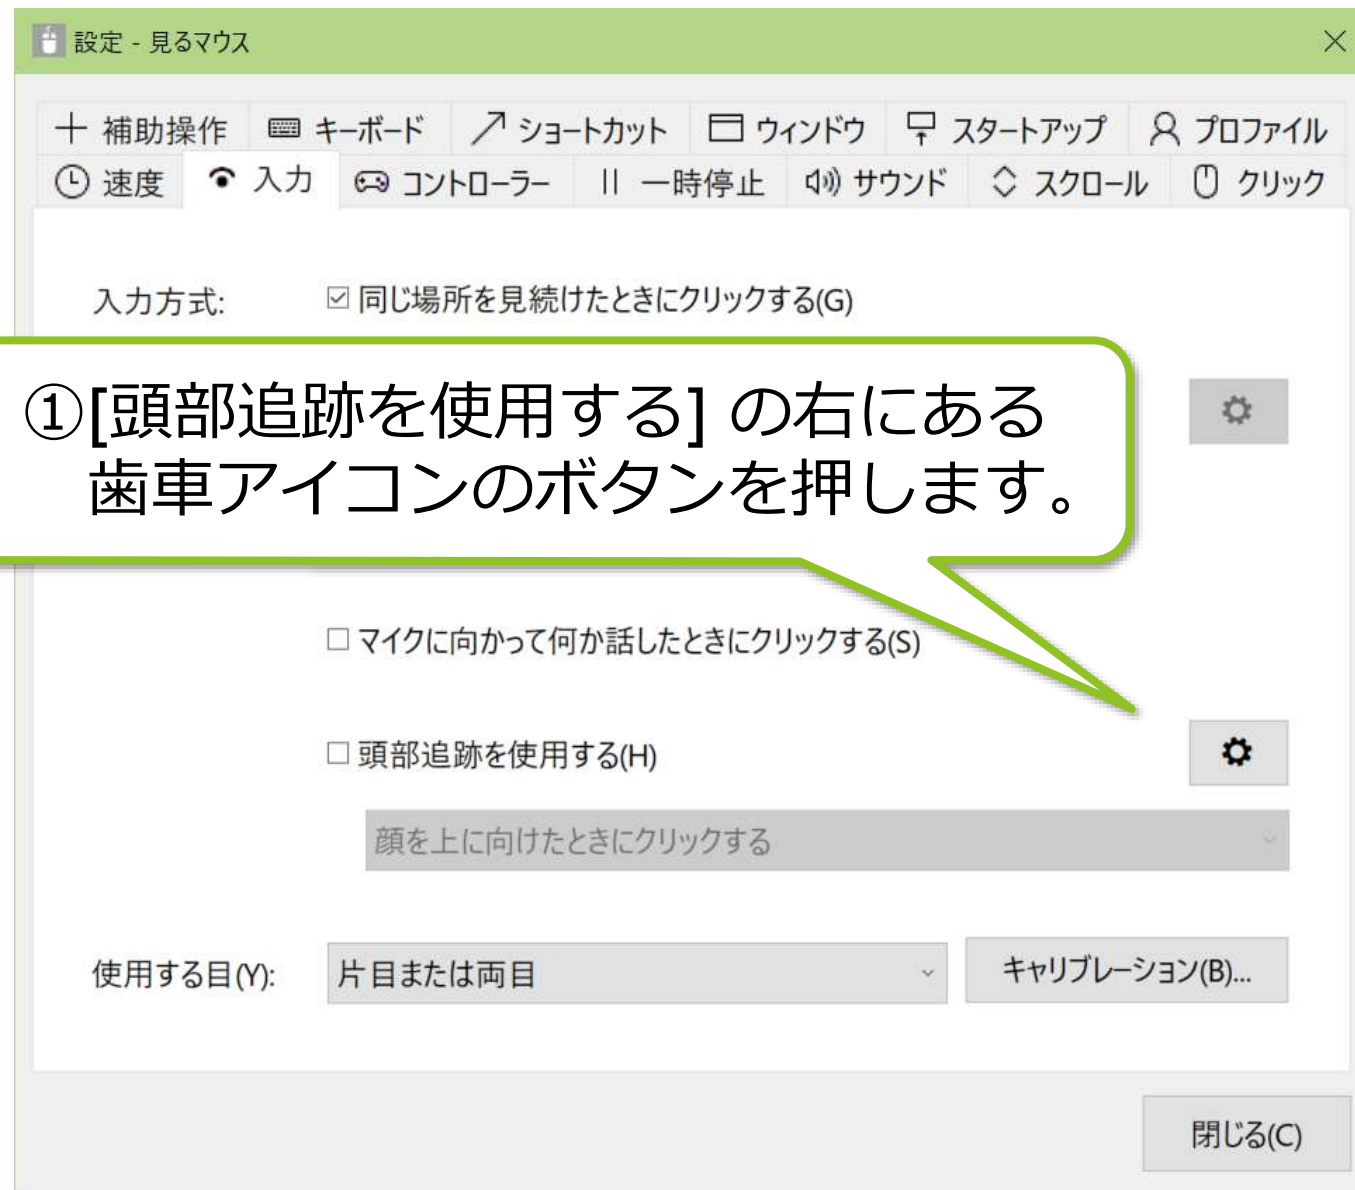 設定 - 見るマウス
補助操作 キーボード ショートカット ウィンドウ スタートアップ プロファイル
速度 入力 コントローラー 一時停止 サウンド スクロール クリック
入力方式: 同じ場所を見続けたときにクリックする(G)
①[頭部追跡を使用する] の右にある
歯車アイコンのボタンを押します。
マイクに向かって何か話したときにクリックする(S)
頭部追跡を使用する(H)
顔を上に向けたときにクリックする
使用する目(Y): 片目または両目 キャリブレーション(B)...
閉じる(C)